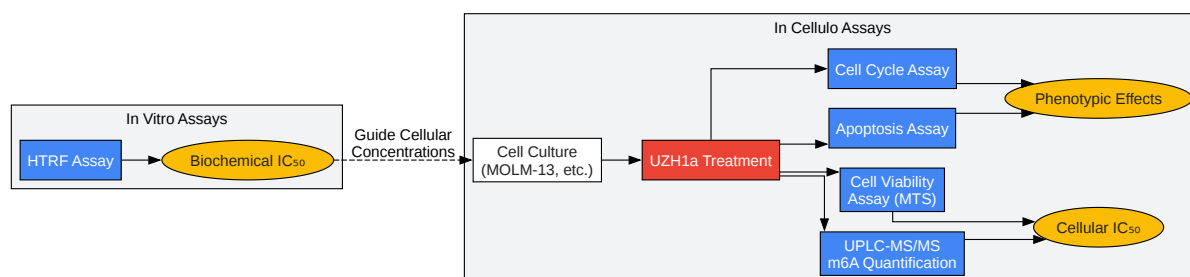 In Vitro Assays
HTRF Assay
Biochemical IC₅₀
Guide Cellular
Concentrations
In Cellulo Assays
Cell Culture
(MOLM-13, etc.)
UZH1a Treatment
Cell Cycle Assay
Apoptosis Assay
Phenotypic Effects
Cell Viability
Assay (MTS)
UPLC-MS/MS
m6A Quantification
Cellular IC₅₀